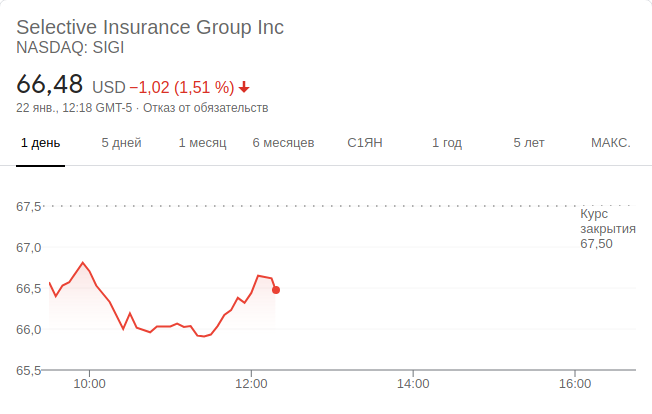 Selective Insurance Group Inc
NASDAQ: SIGI
66,48 USD −1,02 (1,51 %)
22 янв., 12:18 GMT-5 · Отказ от обязательств
1 день 5 дней 1 месяц 6 месяцев С1ЯН 1 год 5 лет МАКС.
67,5
Курс
закрытия
67,50
67,0
66,5
66,0
65,5
10:00 12:00 14:00 16:00